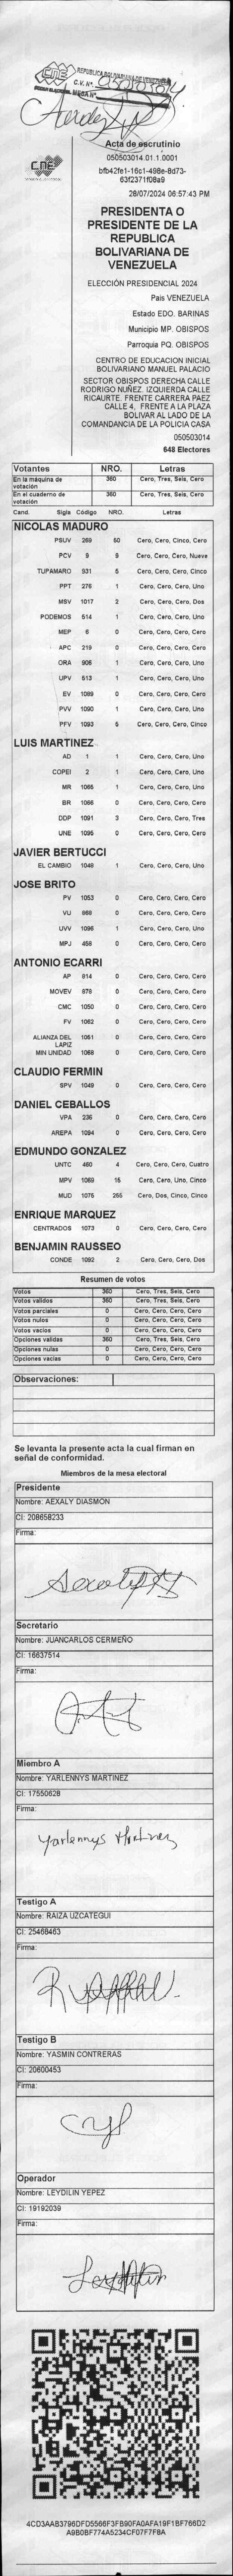 CNE REPUBLICA BOLIVARIANA DE VENEZUELA
C.V. Nº
MESA Nº
Acta de escrutinio
050503014.01.1.0001
bfb42fe1-16c1-498e-8d73-
63f2371f08a9
28/07/2024 06:57:43 PM
CNE
PRESIDENTA O
PRESIDENTE DE LA
REPUBLICA
BOLIVARIANA DE
VENEZUELA
ELECCIÓN PRESIDENCIAL 2024
Pais VENEZUELA
Estado EDO. BARINAS
Municipio MP. OBISPOS
Parroquia PQ. OBISPOS
CENTRO DE EDUCACION INICIAL
BOLIVARIANO MANUEL PALACIO
SECTOR OBISPOS DERECHA CALLE
RODRIGO NUÑEZ. IZQUIERDA CALLE
RICAURTE. FRENTE CARRERA PAEZ
CALLE 4, FRENTE A LA PLAZA
BOLIVAR AL LADO DE LA
COMANDANCIA DE LA POLICIA CASA
050503014
648 Electores
Votantes NRO. Letras
En la máquina de votación 360 Cero, Tres, Seis, Cero
En el cuaderno de votación 360 Cero, Tres, Seis, Cero
Cand. Sigla Código NRO. Letras
NICOLAS MADURO
PSUV 269 50 Cero, Cero, Cinco, Cero
PCV 9 9 Cero, Cero, Cero, Nueve
TUPAMARO 931 5 Cero, Cero, Cero, Cinco
PPT 276 1 Cero, Cero, Cero, Uno
MSV 1017 2 Cero, Cero, Cero, Dos
PODEMOS 514 1 Cero, Cero, Cero, Uno
MEP 6 0 Cero, Cero, Cero, Cero
APC 219 0 Cero, Cero, Cero, Cero
ORA 906 1 Cero, Cero, Cero, Uno
UPV 513 1 Cero, Cero, Cero, Uno
EV 1089 0 Cero, Cero, Cero, Cero
PVV 1090 1 Cero, Cero, Cero, Uno
PFV 1093 5 Cero, Cero, Cero, Cinco
LUIS MARTINEZ
AD 1 1 Cero, Cero, Cero, Uno
COPEI 2 1 Cero, Cero, Cero, Uno
MR 1065 1 Cero, Cero, Cero, Uno
BR 1066 0 Cero, Cero, Cero, Cero
DDP 1091 3 Cero, Cero, Cero, Tres
UNE 1095 0 Cero, Cero, Cero, Cero
JAVIER BERTUCCI
EL CAMBIO 1048 1 Cero, Cero, Cero, Uno
JOSE BRITO
PV 1053 0 Cero, Cero, Cero, Cero
VU 868 0 Cero, Cero, Cero, Cero
UVV 1096 1 Cero, Cero, Cero, Uno
MPJ 456 0 Cero, Cero, Cero, Cero
ANTONIO ECARRI
AP 914 0 Cero, Cero, Cero, Cero
MOVEV 979 0 Cero, Cero, Cero, Cero
CMC 1050 0 Cero, Cero, Cero, Cero
FV 1062 0 Cero, Cero, Cero, Cero
ALIANZA DEL LAPIZ 1051 0 Cero, Cero, Cero, Cero
MIN UNIDAD 1068 0 Cero, Cero, Cero, Cero
CLAUDIO FERMIN
SPV 1049 0 Cero, Cero, Cero, Cero
DANIEL CEBALLOS
VPA 236 0 Cero, Cero, Cero, Cero
AREPA 1094 0 Cero, Cero, Cero, Cero
EDMUNDO GONZALEZ
UNTC 460 4 Cero, Cero, Cero, Cuatro
MPV 1069 15 Cero, Cero, Uno, Cinco
MUD 1075 255 Cero, Dos, Cinco, Cinco
ENRIQUE MARQUEZ
CENTRADOS 1073 0 Cero, Cero, Cero, Cero
BENJAMIN RAUSSEO
CONDE 1092 2 Cero, Cero, Cero, Dos
Resumen de votos
Votos 360 Cero, Tres, Seis, Cero
Votos validos 360 Cero, Tres, Seis, Cero
Votos parciales 0 Cero, Cero, Cero, Cero
Votos nulos 0 Cero, Cero, Cero, Cero
Votos vacios 0 Cero, Cero, Cero, Cero
Opciones validas 360 Cero, Tres, Seis, Cero
Opciones nulas 0 Cero, Cero, Cero, Cero
Opciones vacias 0 Cero, Cero, Cero, Cero
Observaciones:
Se levanta la presente acta la cual firman en
señal de conformidad.
Miembros de la mesa electoral
Presidente
Nombre: AEXALY DIASMON
CI: 208658233
Firma:
Secretario
Nombre: JUANCARLOS CERMEÑO
CI: 16637514
Firma:
Miembro A
Nombre: YARLENNYS MARTINEZ
CI: 17550628
Firma:
Yarlennys Martinez
Testigo A
Nombre: RAIZA UZCATEGUI
CI: 25468463
Firma:
Testigo B
Nombre: YASMIN CONTRERAS
CI: 20600453
Firma:
Operador
Nombre: LEYDILIN YEPEZ
CI: 19192039
Firma:
4CD3AAB3796DFD5566F3FB90FA0AFA19F1BF766D2
A9B0BF774A5234CF07F7F8A